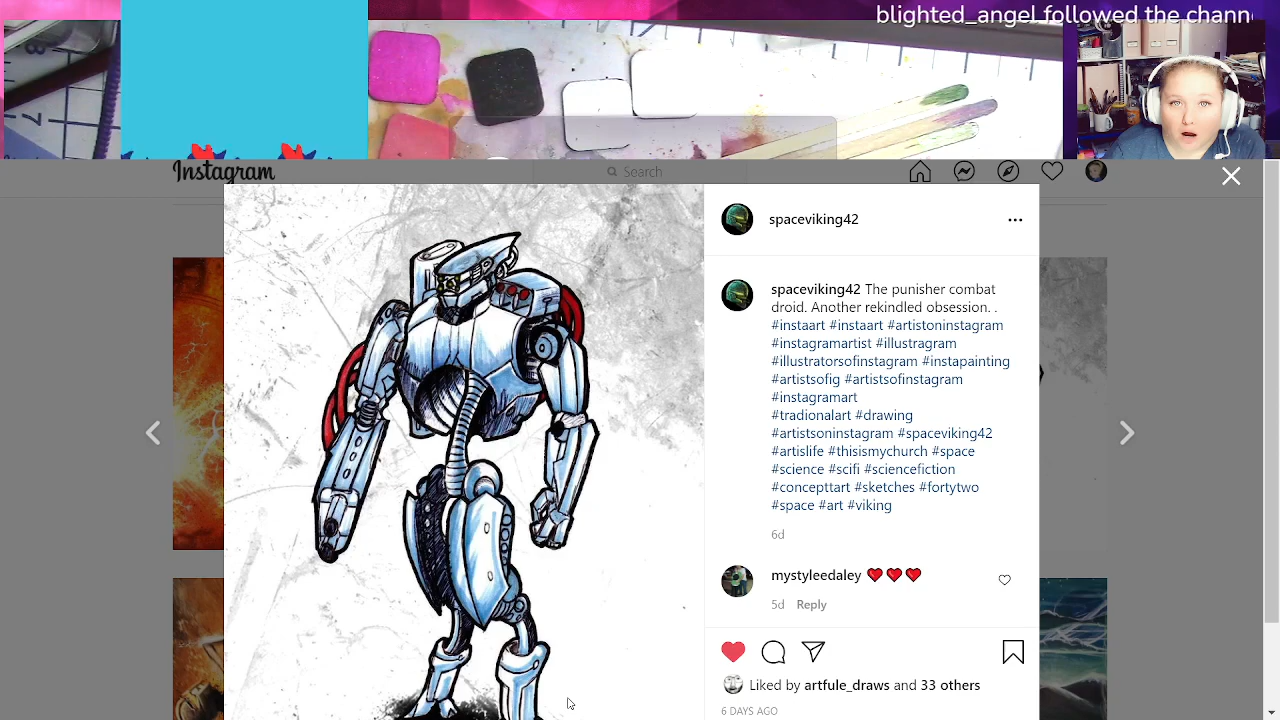 blighted_angel followed the chann
Instagram
Search
spaceviking42
spaceviking42 The punisher combat
droid. Another rekindled obsession. .
#instaart #instaart #artistoninstagram
#instagramartist #illustragram
#illustratorsofinstagram #instapainting
#artistsofig #artistsofinstagram
#instagramart
#tradionalart #drawing
#artistsoninstagram #spaceviking42
#artislife #thisismychurch #space
#science #scifi #sciencefiction
#concepttart #sketches #fortytwo
#space #art #viking
6d
mystyleedaley
5d Reply
Liked by artfule_draws and 33 others
6 DAYS AGO